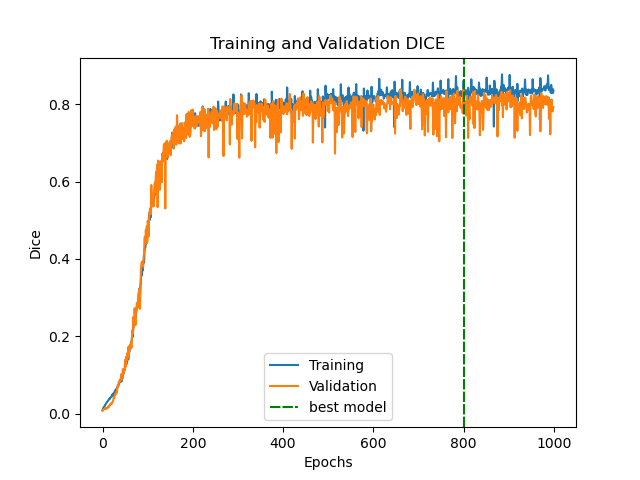 Training and Validation DICE
Dice
0.8
0.6
0.4
0.2
0.0
Training
Validation
best model
0 200 400 600 800 1000
Epochs